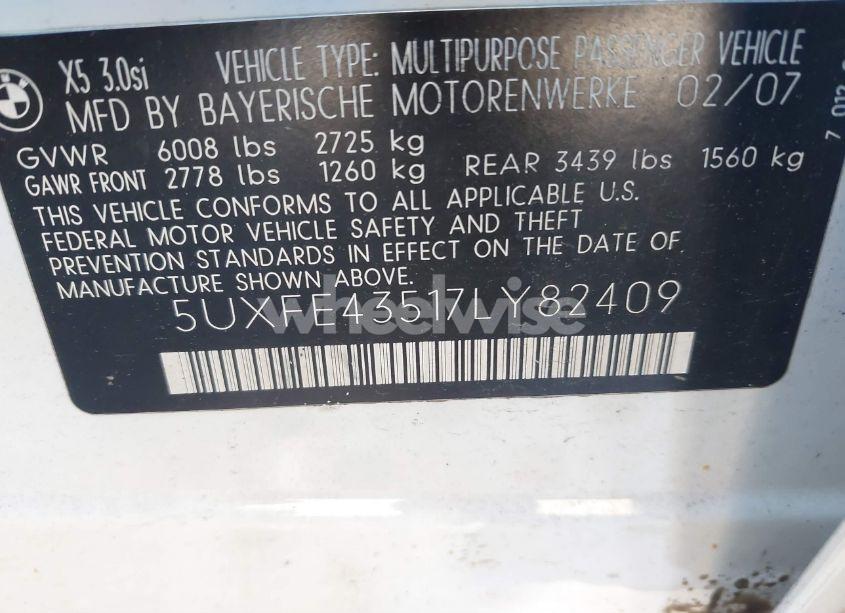 X5 3.0si VEHICLE TYPE: MULTIPURPOSE PASSENGER VEHICLE
MFD BY BAYERISCHE MOTORENWERKE 02/07
GVWR 6008 lbs 2725 kg
GAWR FRONT 2778 lbs 1260 kg REAR 3439 lbs 1560 kg
THIS VEHICLE CONFORMS TO ALL APPLICABLE U.S.
FEDERAL MOTOR VEHICLE SAFETY AND THEFT
PREVENTION STANDARDS IN EFFECT ON THE DATE OF
MANUFACTURE SHOWN ABOVE.
5UXFE43517LY82409
wheelwise
BMW